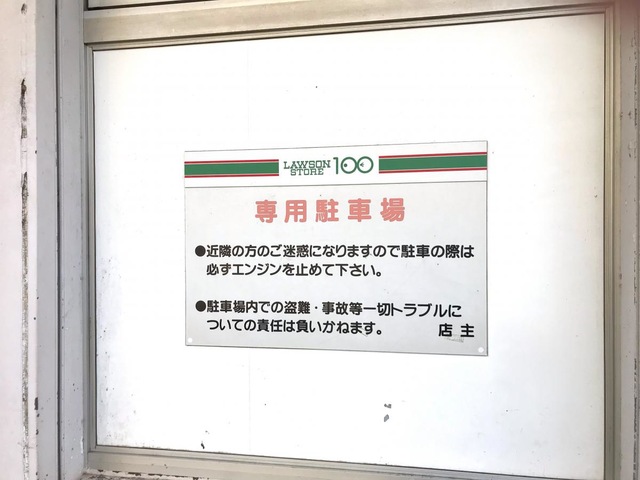 LAWSON
STORE 100
専用駐車場
●近隣の方のご迷惑になりますので駐車の際は
必ずエンジンを止めて下さい。
●駐車場内での盗難・事故等一切トラブルに
ついての責任は負いかねます。 店主